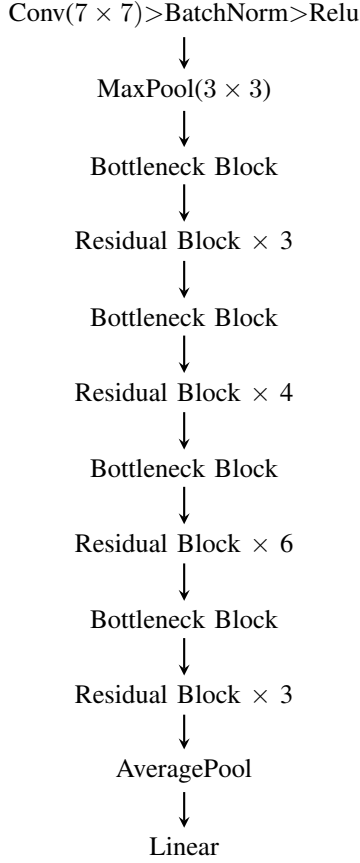 Conv(7 × 7)>BatchNorm>Relu
MaxPool(3 × 3)
Bottleneck Block
Residual Block × 3
Bottleneck Block
Residual Block × 4
Bottleneck Block
Residual Block × 6
Bottleneck Block
Residual Block × 3
AveragePool
Linear